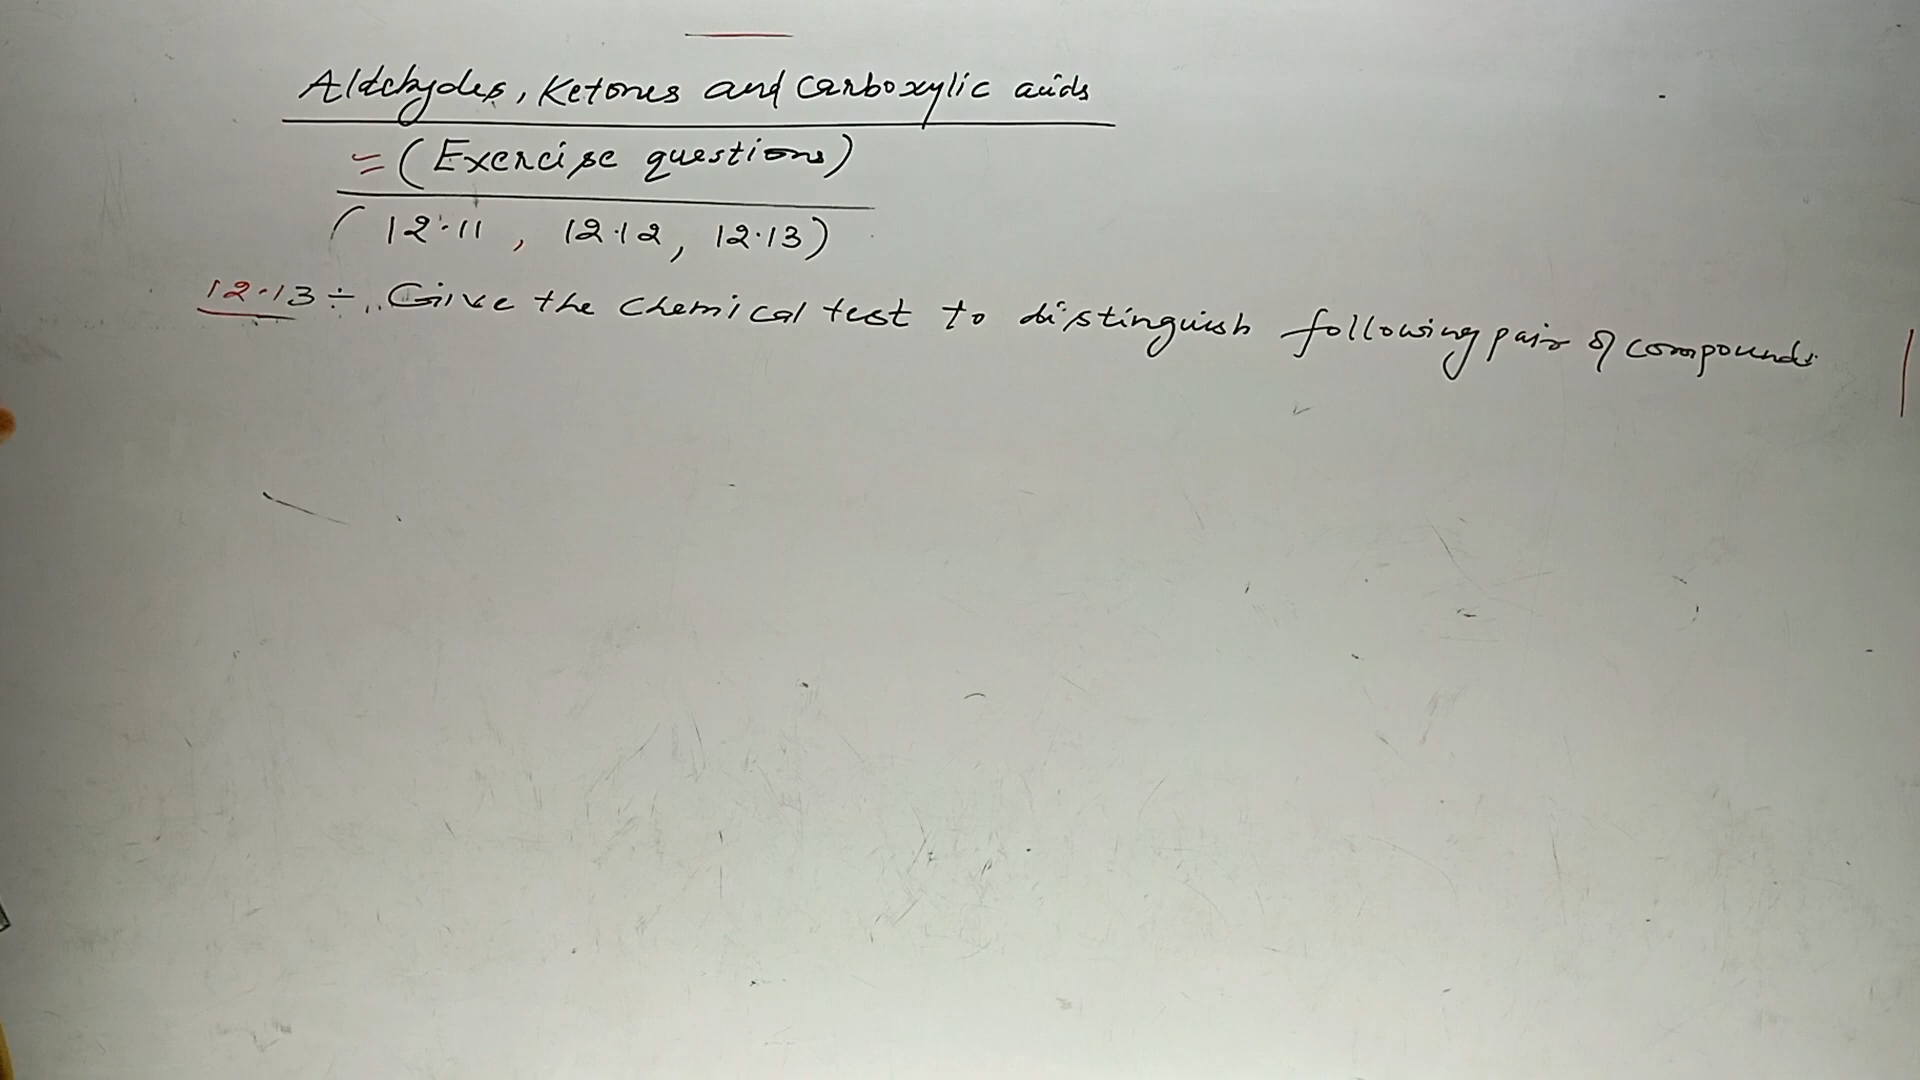 Aldehydes, Ketones and Carboxylic acids
= (Exercise questions)
(12.11, 12.12, 12.13)
12.13 ÷ Give the chemical test to distinguish following pair of compounds